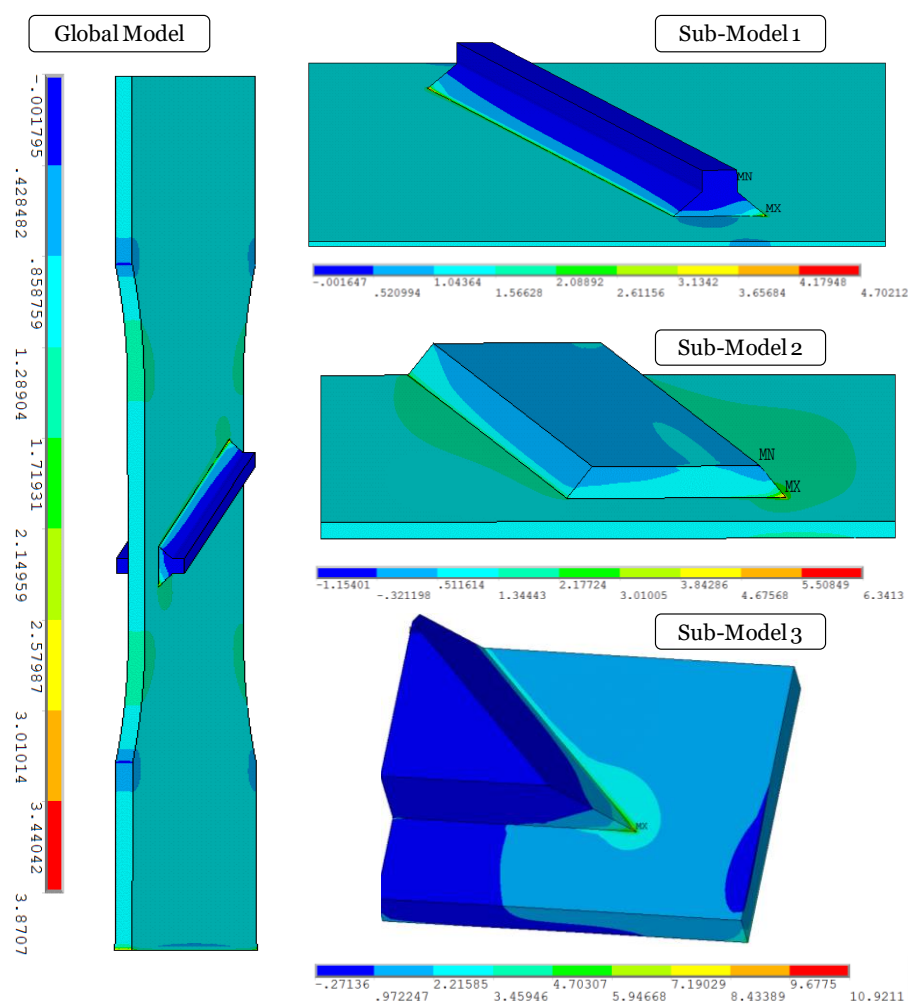 Global Model
-.001795
.428482
.858759
1.28904
1.71931
2.14959
2.57987
3.01014
3.44042
3.8707
Sub-Model 1
MN
MX
-.001647 1.04364 2.08892 3.1342 4.17948
.520994 1.56628 2.61156 3.65684 4.70212
Sub-Model 2
MN
MX
-1.15401 .511614 2.17724 3.84286 5.50849
-.321198 1.34443 3.01005 4.67568 6.3413
Sub-Model 3
MX
-.27136 2.21585 4.70307 7.19029 9.6775
.972247 3.45946 5.94668 8.43389 10.9211